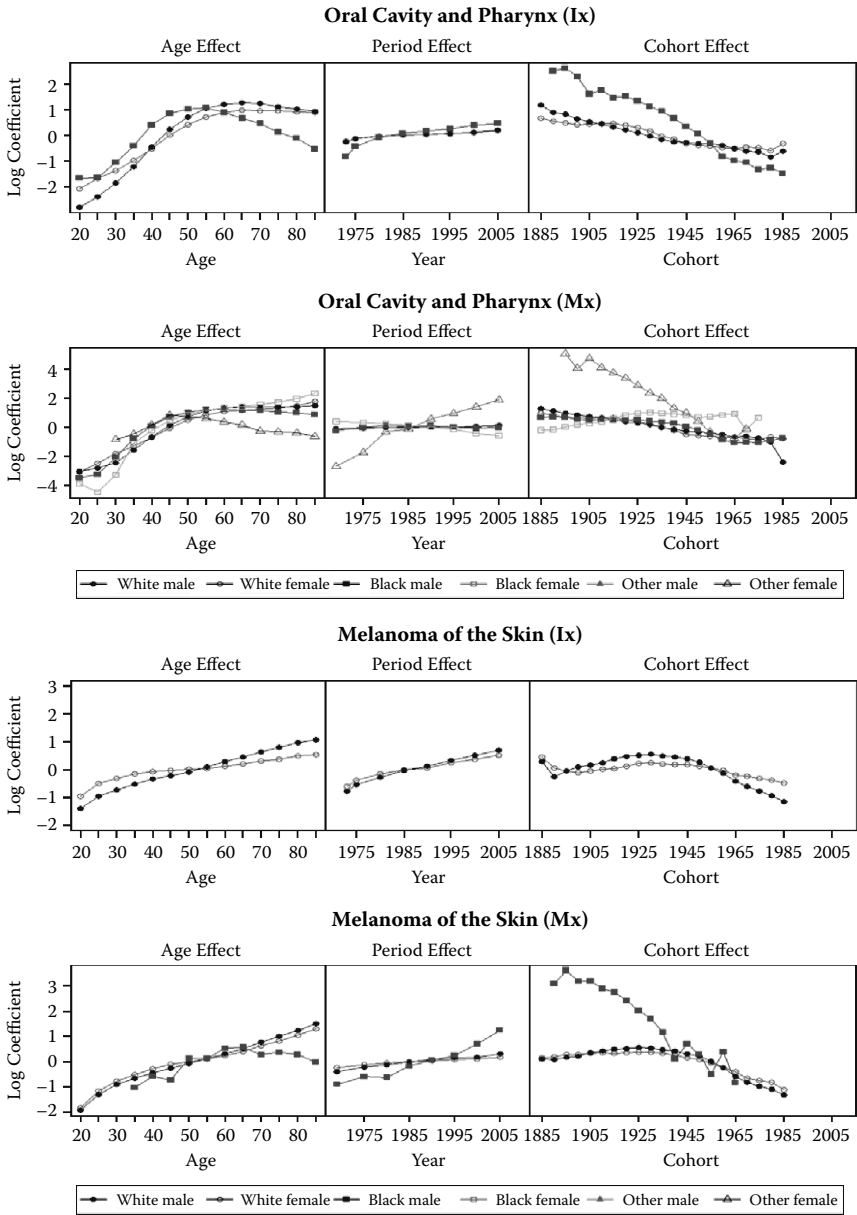 Oral Cavity and Pharynx (Ix)
Age Effect Period Effect Cohort Effect
Log Coefficient
2
1
0
−1
−2
20 30 40 50 60 70 80 1975 1985 1995 2005 1885 1905 1925 1945 1965 1985 2005
Age Year Cohort
Oral Cavity and Pharynx (Mx)
Age Effect Period Effect Cohort Effect
Log Coefficient
4
2
0
−2
−4
20 30 40 50 60 70 80 1975 1985 1995 2005 1885 1905 1925 1945 1965 1985 2005
Age Year Cohort
White male White female Black male Black female Other male Other female
Melanoma of the Skin (Ix)
Age Effect Period Effect Cohort Effect
Log Coefficient
3
2
1
0
−1
−2
20 30 40 50 60 70 80 1975 1985 1995 2005 1885 1905 1925 1945 1965 1985 2005
Age Year Cohort
Melanoma of the Skin (Mx)
Age Effect Period Effect Cohort Effect
Log Coefficient
3
2
1
0
−1
−2
20 30 40 50 60 70 80 1975 1985 1995 2005 1885 1905 1925 1945 1965 1985 2005
Age Year Cohort
White male White female Black male Black female Other male Other female